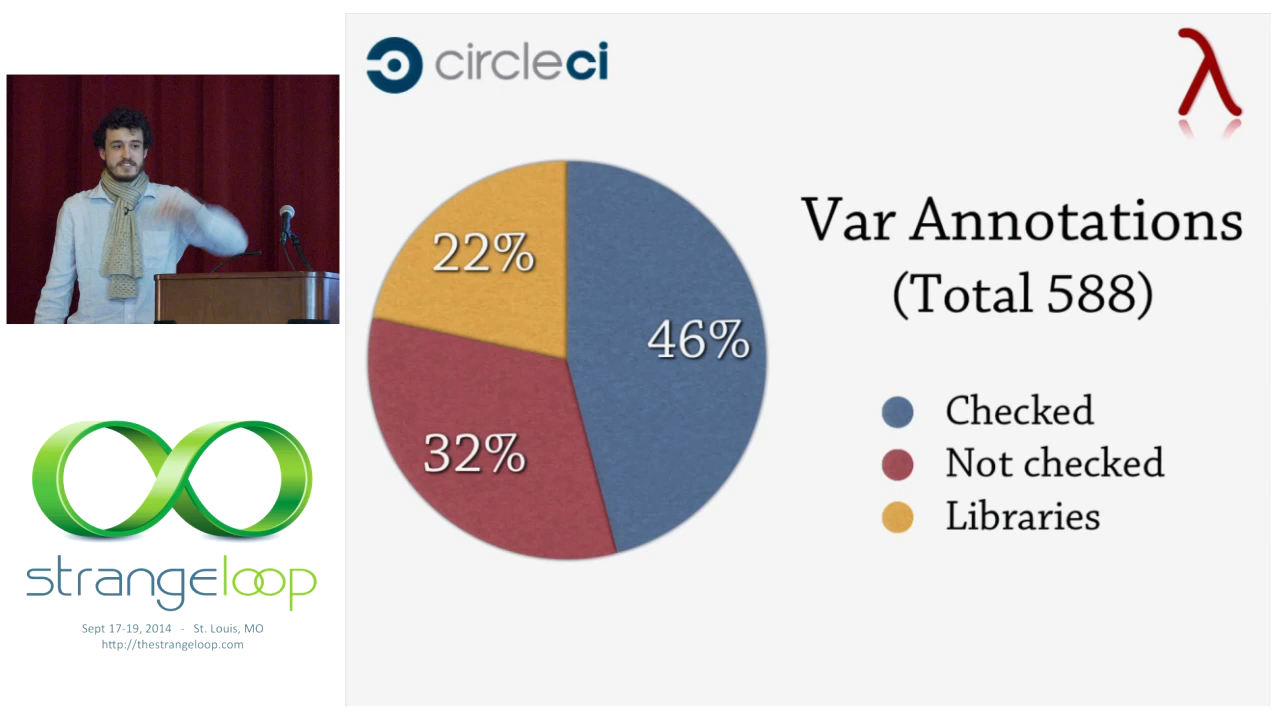 circleci
λ
22%
46%
32%
Var Annotations
(Total 588)
Checked
Not checked
Libraries
strangeloop
Sept 17-19, 2014 - St. Louis, MO
http://thestrangeloop.com